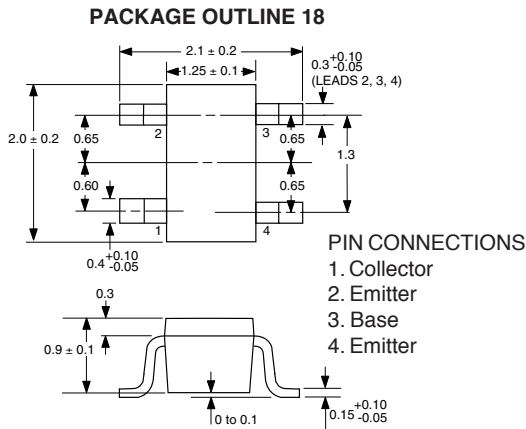 PACKAGE OUTLINE 18
2.1 ± 0.2
1.25 ± 0.1
0.3 +0.10 -0.05
(LEADS 2, 3, 4)
2.0 ± 0.2
0.65
2
3
0.65
1.3
0.60
0.65
1
4
0.4 +0.10 -0.05
PIN CONNECTIONS
1. Collector
2. Emitter
3. Base
4. Emitter
0.3
0.9 ± 0.1
0 to 0.1
0.15 +0.10 -0.05